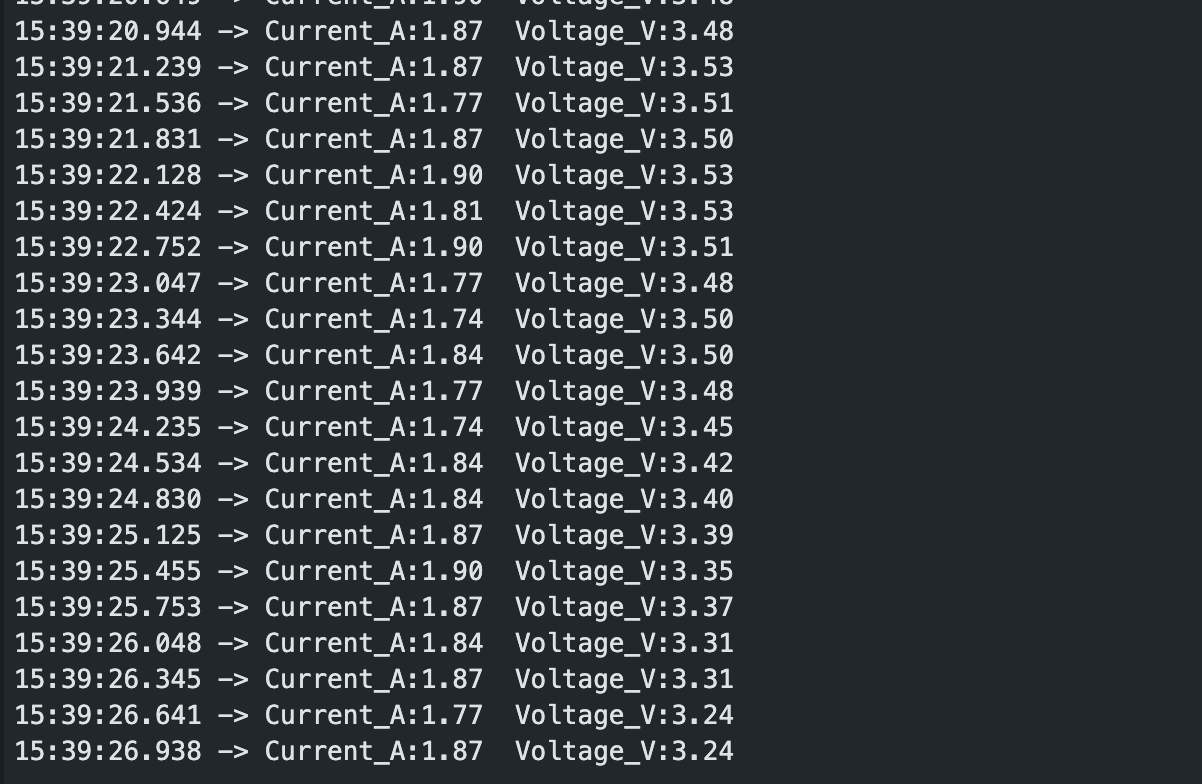 15:39:20.944 -> Current_A:1.87  Voltage_V:3.48
15:39:21.239 -> Current_A:1.87  Voltage_V:3.53
15:39:21.536 -> Current_A:1.77  Voltage_V:3.51
15:39:21.831 -> Current_A:1.87  Voltage_V:3.50
15:39:22.128 -> Current_A:1.90  Voltage_V:3.53
15:39:22.424 -> Current_A:1.81  Voltage_V:3.53
15:39:22.752 -> Current_A:1.90  Voltage_V:3.51
15:39:23.047 -> Current_A:1.77  Voltage_V:3.48
15:39:23.344 -> Current_A:1.74  Voltage_V:3.50
15:39:23.642 -> Current_A:1.84  Voltage_V:3.50
15:39:23.939 -> Current_A:1.77  Voltage_V:3.48
15:39:24.235 -> Current_A:1.74  Voltage_V:3.45
15:39:24.534 -> Current_A:1.84  Voltage_V:3.42
15:39:24.830 -> Current_A:1.84  Voltage_V:3.40
15:39:25.125 -> Current_A:1.87  Voltage_V:3.39
15:39:25.455 -> Current_A:1.90  Voltage_V:3.35
15:39:25.753 -> Current_A:1.87  Voltage_V:3.37
15:39:26.048 -> Current_A:1.84  Voltage_V:3.31
15:39:26.345 -> Current_A:1.87  Voltage_V:3.31
15:39:26.641 -> Current_A:1.77  Voltage_V:3.24
15:39:26.938 -> Current_A:1.87  Voltage_V:3.24